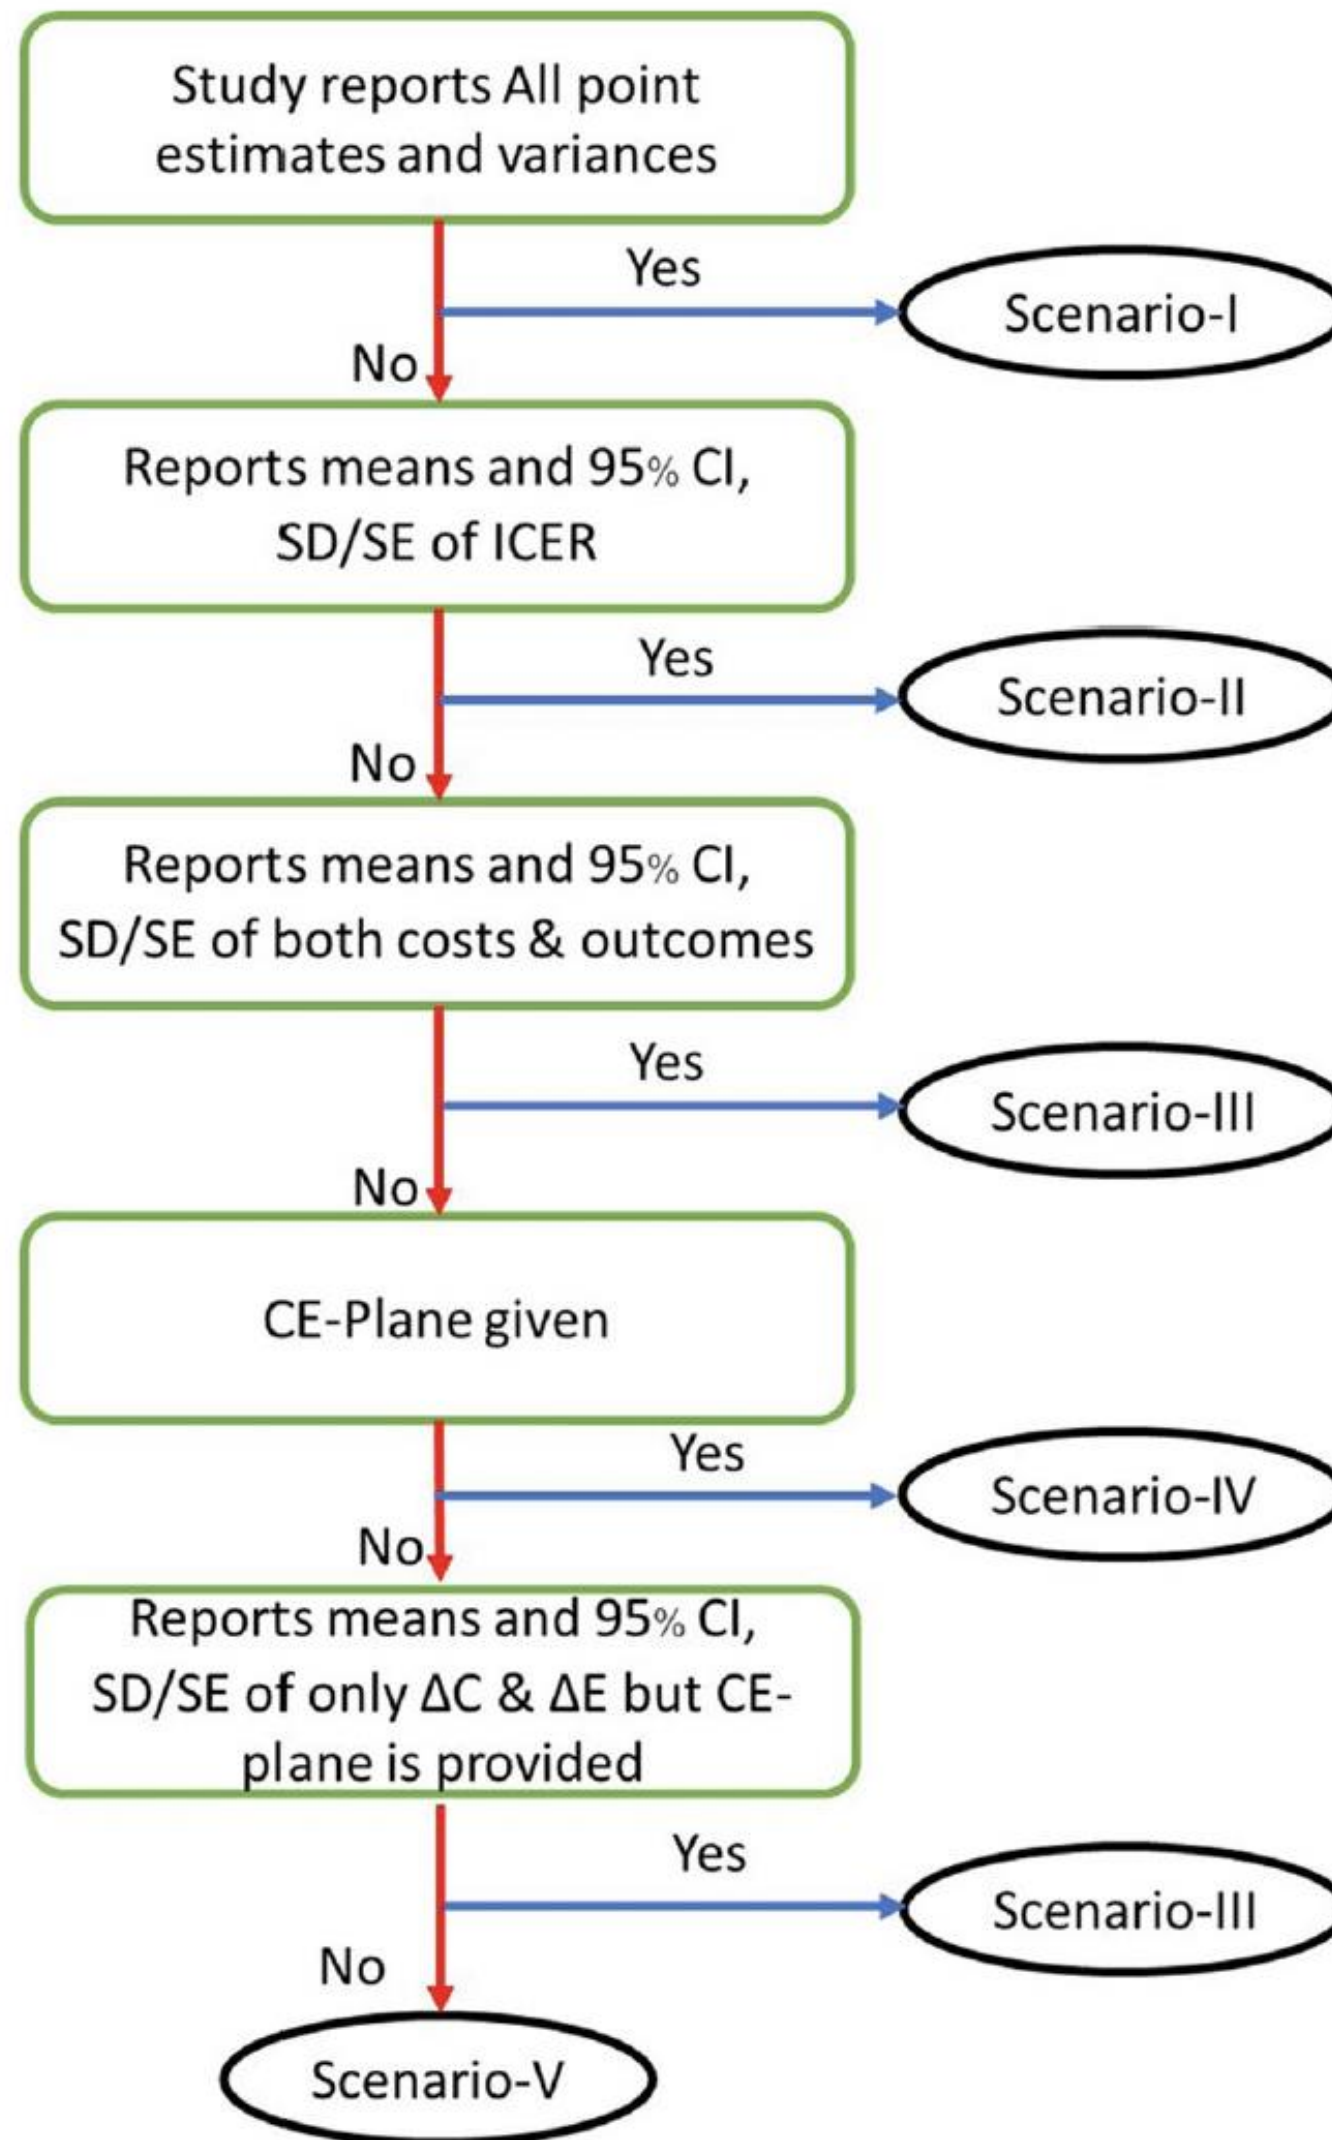 Study reports All point
estimates and variances
Yes
Scenario-I
No
Reports means and 95% CI,
SD/SE of ICER
Yes
Scenario-II
No
Reports means and 95% CI,
SD/SE of both costs & outcomes
Yes
Scenario-III
No
CE-Plane given
Yes
Scenario-IV
No
Reports means and 95% CI,
SD/SE of only ΔC & ΔE but CE-
plane is provided
Yes
Scenario-III
No
Scenario-V